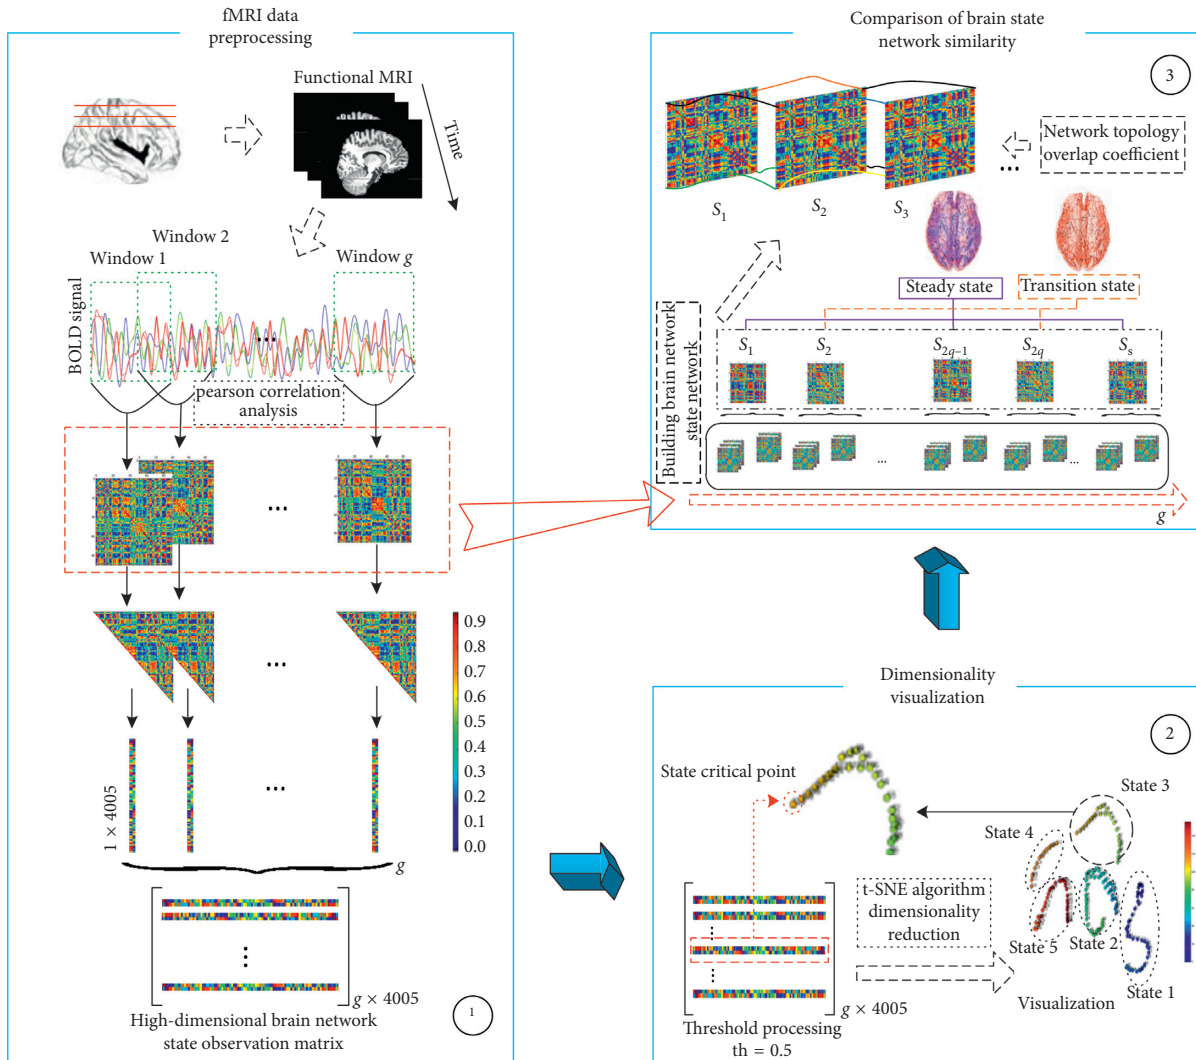 fMRI data
preprocessing
Functional MRI
Time
Window 1
Window 2
Window g
BOLD signal
...
pearson correlation
analysis
...
...
0.9
0.8
0.7
0.6
0.5
0.4
0.3
0.2
0.1
0.0
1 × 4005
...
g
g × 4005
High-dimensional brain network
state observation matrix
1
Comparison of brain state
network similarity
3
Network topology
overlap coefficient
...
S1
S2
S3
Steady state
Transition state
Building brain network
state network
S1
S2
S2q–1
S2q
Ss
...
...
g
Dimensionality
visualization
2
State critical point
State 3
State 4
State 5
State 2
State 1
t-SNE algorithm
dimensionality
reduction
Visualization
g × 4005
Threshold processing
th = 0.5